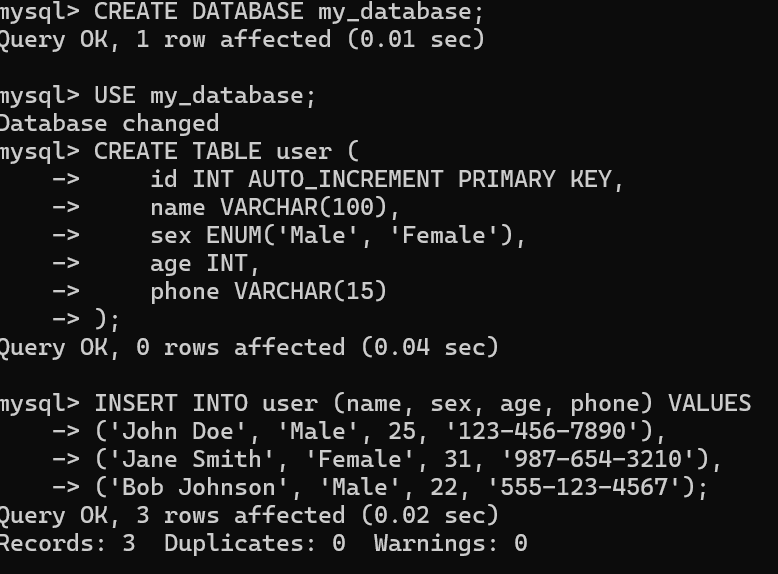 mysql> CREATE DATABASE my_database;
Query OK, 1 row affected (0.01 sec)

mysql> USE my_database;
Database changed
mysql> CREATE TABLE user (
    ->     id INT AUTO_INCREMENT PRIMARY KEY,
    ->     name VARCHAR(100),
    ->     sex ENUM('Male', 'Female'),
    ->     age INT,
    ->     phone VARCHAR(15)
    -> );
Query OK, 0 rows affected (0.04 sec)

mysql> INSERT INTO user (name, sex, age, phone) VALUES
    -> ('John Doe', 'Male', 25, '123-456-7890'),
    -> ('Jane Smith', 'Female', 31, '987-654-3210'),
    -> ('Bob Johnson', 'Male', 22, '555-123-4567');
Query OK, 3 rows affected (0.02 sec)
Records: 3  Duplicates: 0  Warnings: 0